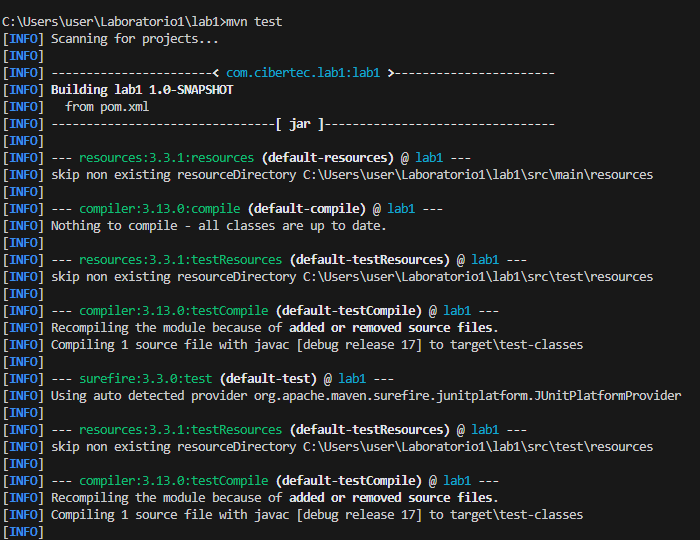 C:\Users\user\Laboratorio1\lab1>mvn test
[INFO] Scanning for projects...
[INFO]
[INFO] -----------------------< com.cibertec.lab1:lab1 >-----------------------
[INFO] Building lab1 1.0-SNAPSHOT
[INFO]   from pom.xml
[INFO] --------------------------------[ jar ]---------------------------------
[INFO]
[INFO] --- resources:3.3.1:resources (default-resources) @ lab1 ---
[INFO] skip non existing resourceDirectory C:\Users\user\Laboratorio1\lab1\src\main\resources
[INFO]
[INFO] --- compiler:3.13.0:compile (default-compile) @ lab1 ---
[INFO] Nothing to compile - all classes are up to date.
[INFO]
[INFO] --- resources:3.3.1:testResources (default-testResources) @ lab1 ---
[INFO] skip non existing resourceDirectory C:\Users\user\Laboratorio1\lab1\src\test\resources
[INFO]
[INFO] --- compiler:3.13.0:testCompile (default-testCompile) @ lab1 ---
[INFO] Recompiling the module because of added or removed source files.
[INFO] Compiling 1 source file with javac [debug release 17] to target\test-classes
[INFO]
[INFO] --- surefire:3.3.0:test (default-test) @ lab1 ---
[INFO] Using auto detected provider org.apache.maven.surefire.junitplatform.JUnitPlatformProvider
[INFO]
[INFO] --- resources:3.3.1:testResources (default-testResources) @ lab1 ---
[INFO] skip non existing resourceDirectory C:\Users\user\Laboratorio1\lab1\src\test\resources
[INFO]
[INFO] --- compiler:3.13.0:testCompile (default-testCompile) @ lab1 ---
[INFO] Recompiling the module because of added or removed source files.
[INFO] Compiling 1 source file with javac [debug release 17] to target\test-classes